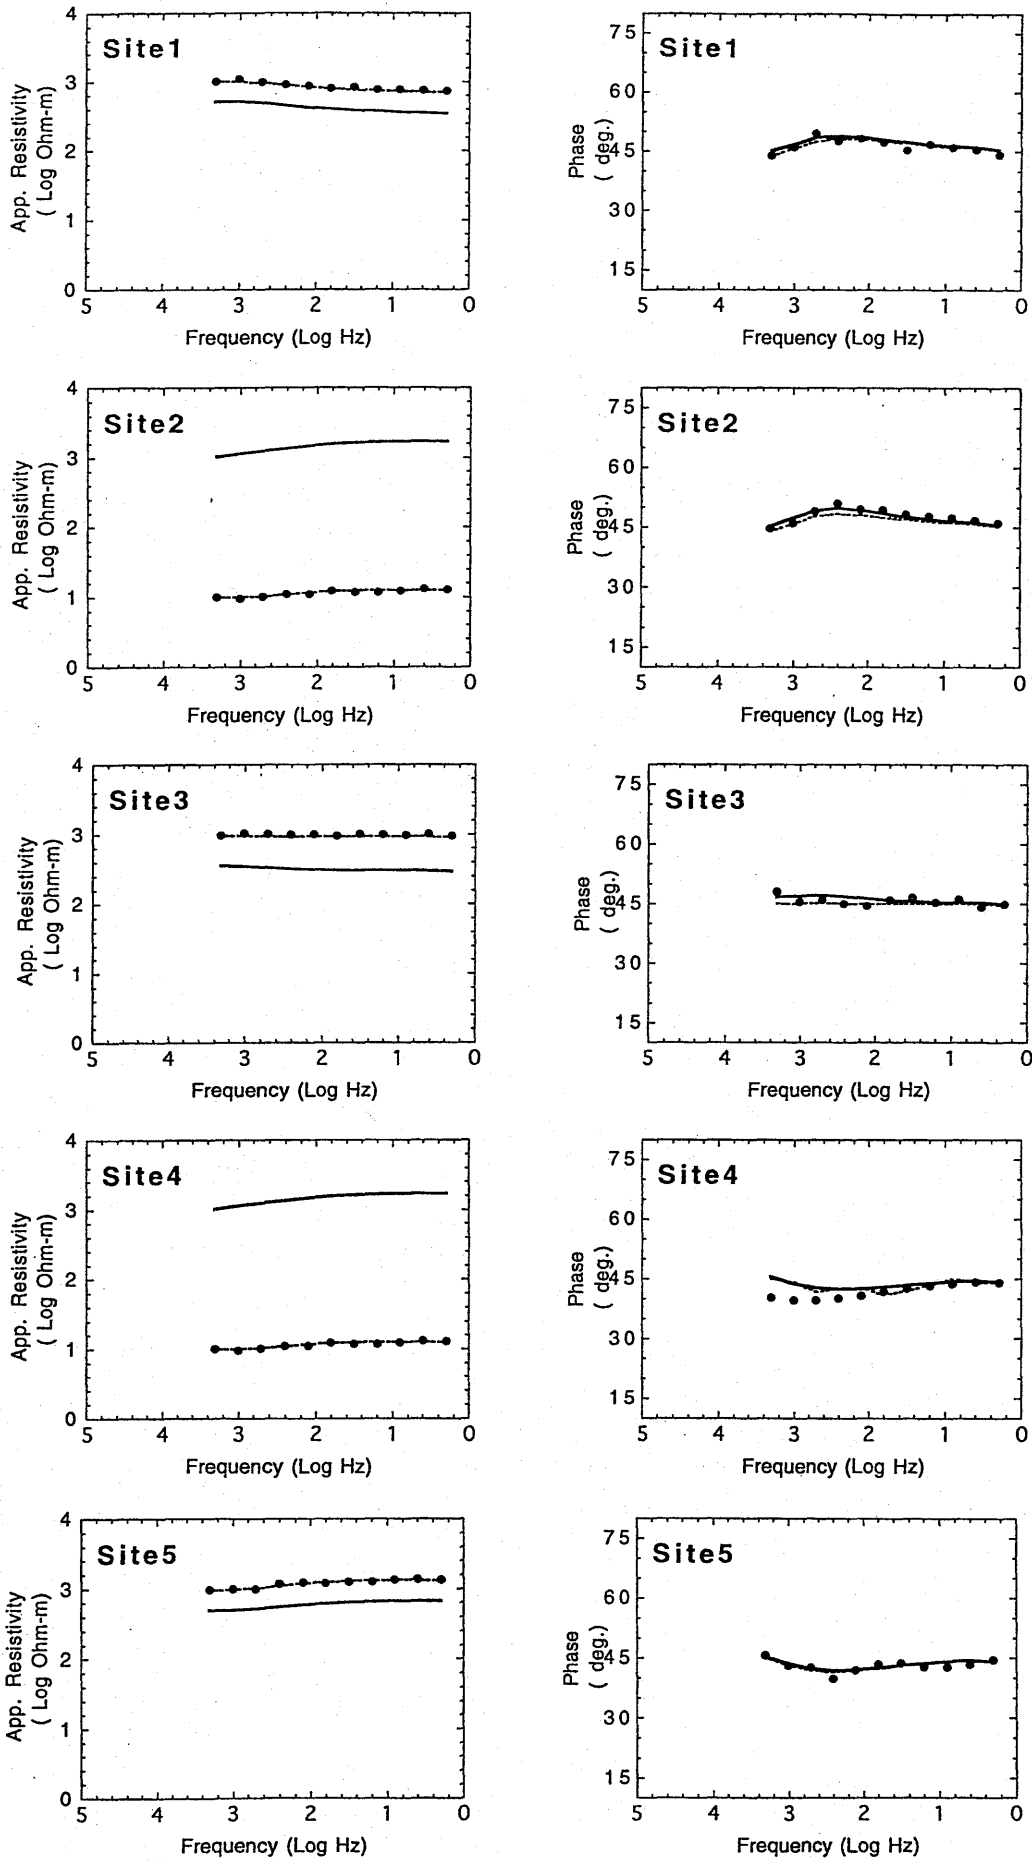 Site1
App. Resistivity
( Log Ohm-m)
4
3
2
1
0
5 4 3 2 1 0
Frequency (Log Hz)
Site1
Phase
( deg.)
75
60
45
30
15
5 4 3 2 1 0
Frequency (Log Hz)
Site2
App. Resistivity
( Log Ohm-m)
4
3
2
1
0
5 4 3 2 1 0
Frequency (Log Hz)
Site2
Phase
( deg.)
75
60
45
30
15
5 4 3 2 1 0
Frequency (Log Hz)
Site3
App. Resistivity
( Log Ohm-m)
4
3
2
1
0
5 4 3 2 1 0
Frequency (Log Hz)
Site3
Phase
( deg.)
75
60
45
30
15
5 4 3 2 1 0
Frequency (Log Hz)
Site4
App. Resistivity
( Log Ohm-m)
4
3
2
1
0
5 4 3 2 1 0
Frequency (Log Hz)
Site4
Phase
( deg.)
75
60
45
30
15
5 4 3 2 1 0
Frequency (Log Hz)
Site5
App. Resistivity
( Log Ohm-m)
4
3
2
1
0
5 4 3 2 1 0
Frequency (Log Hz)
Site5
Phase
( deg.)
75
60
45
30
15
5 4 3 2 1 0
Frequency (Log Hz)